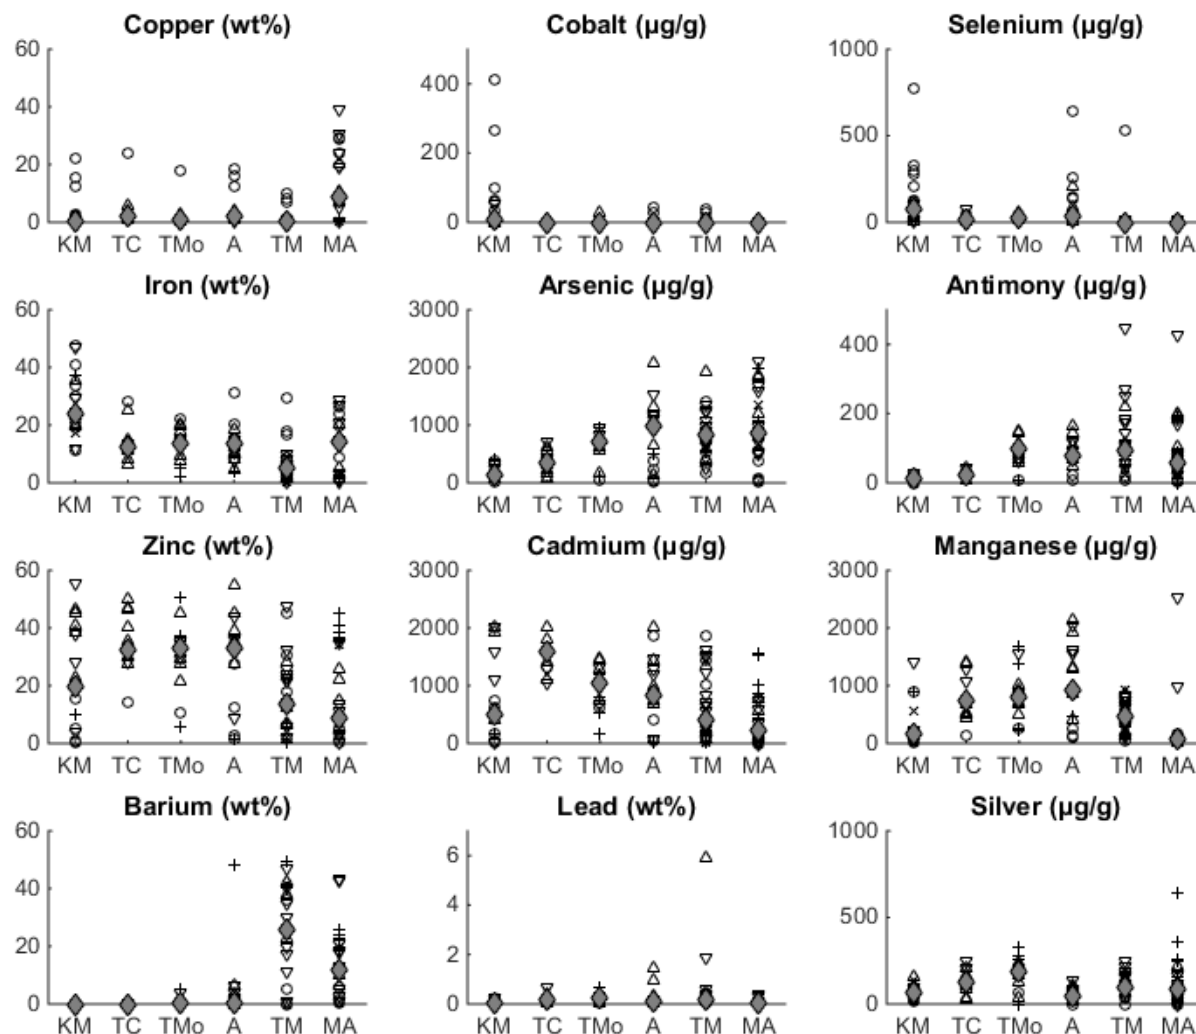 Copper (wt%) Cobalt (µg/g) Selenium (µg/g)
60 1000
400
40
500
200
20
0 0 0
KM TC TMo A TM MA KM TC TMo A TM MA KM TC TMo A TM MA
Iron (wt%) Arsenic (µg/g) Antimony (µg/g)
60 3000
400
40 2000
200
20 1000
0 0 0
KM TC TMo A TM MA KM TC TMo A TM MA KM TC TMo A TM MA
Zinc (wt%) Cadmium (µg/g) Manganese (µg/g)
60 3000 3000
40 2000 2000
20 1000 1000
0 0 0
KM TC TMo A TM MA KM TC TMo A TM MA KM TC TMo A TM MA
Barium (wt%) Lead (wt%) Silver (µg/g)
60 1000
6
40
4
500
20
2
0 0 0
KM TC TMo A TM MA KM TC TMo A TM MA KM TC TMo A TM MA